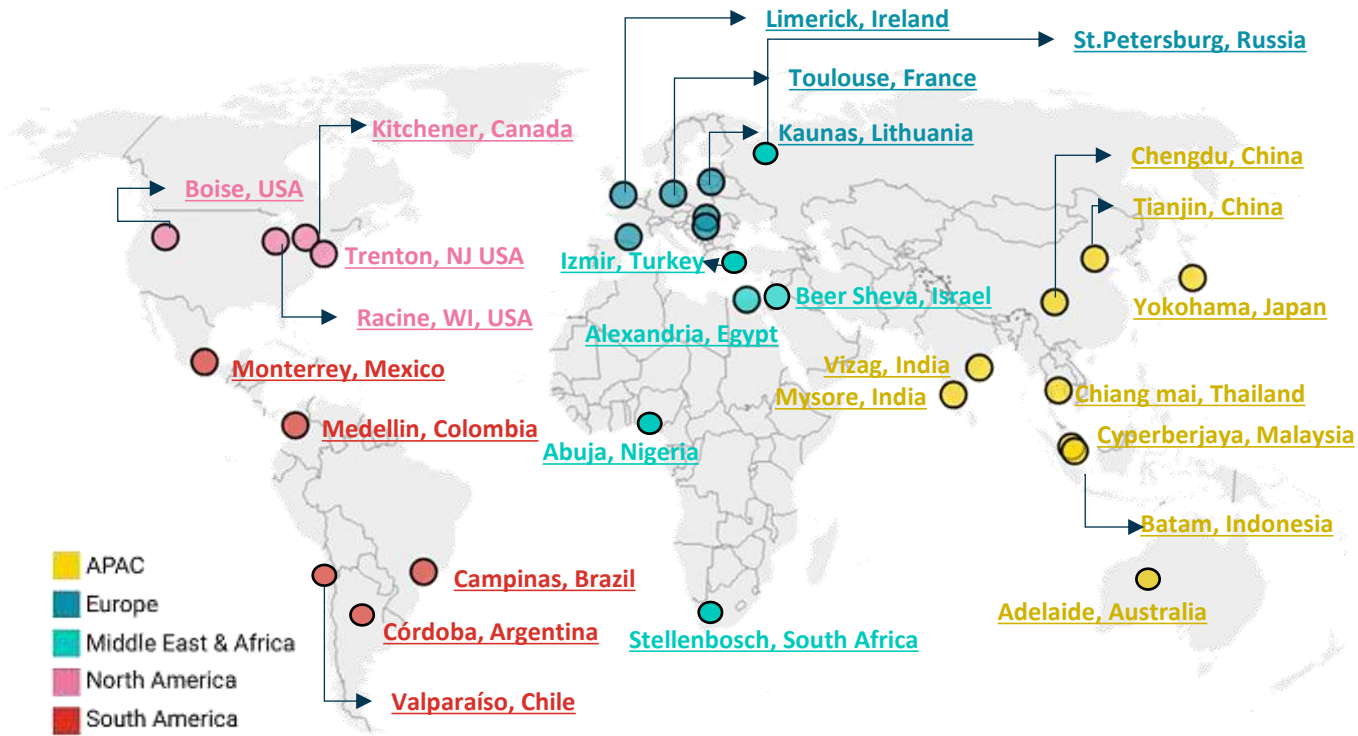 Limerick, Ireland
St.Petersburg, Russia
Toulouse, France
Kitchener, Canada
Kaunas, Lithuania
Chengdu, China
Boise, USA
Tianjin, China
Trenton, NJ USA
Izmir, Turkey
Beer Sheva, Israel
Yokohama, Japan
Racine, WI, USA
Alexandria, Egypt
Monterrey, Mexico
Vizag, India
Mysore, India
Chiang mai, Thailand
Medellin, Colombia
Cyperberjaya, Malaysia
Abuja, Nigeria
Batam, Indonesia
APAC
Campinas, Brazil
Europe
Adelaide, Australia
Córdoba, Argentina
Stellenbosch, South Africa
Middle East & Africa
North America
Valparaíso, Chile
South America